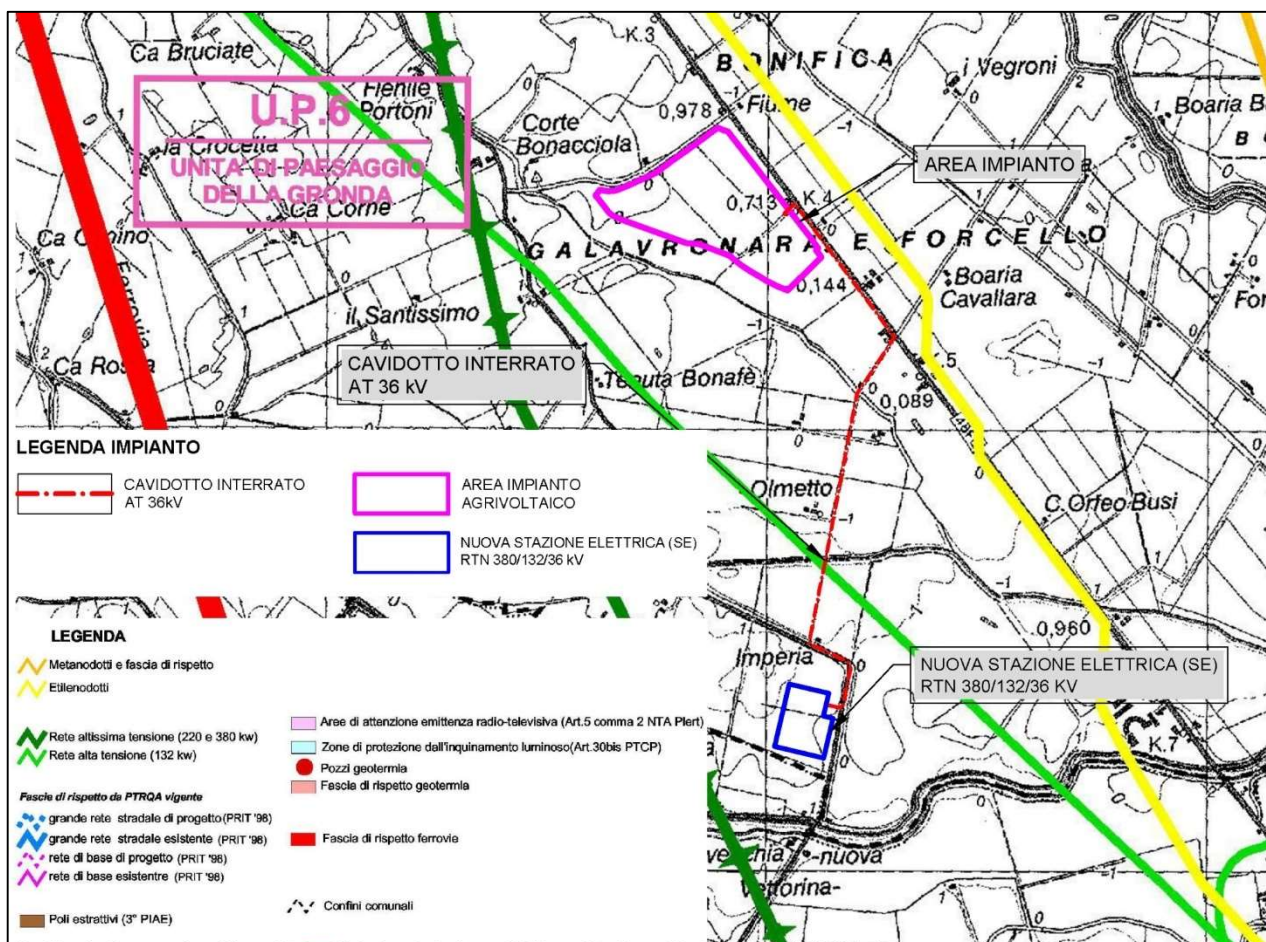 Ca Bruciate
K.3
BONIFICA
i Vegroni
Fienile
Portoni
0,978
Fiume
Boaria
U.P.6
UNITA' DI PAESAGGIO
DELLA GRONDA
la Crocetta
Corte
Bonacciola
AREA IMPIANTO
0,713
K.4
Ca Corne
GALAVRONARA E FORCELLO
Ferrovia
0,144
Boaria
Cavallara
il Santissimo
CAVIDOTTO INTERRATO
AT 36 kV
Tenuta Bonafè
.5
0,089
LEGENDA IMPIANTO
CAVIDOTTO INTERRATO
AT 36kV
AREA IMPIANTO
AGRIVOLTAICO
NUOVA STAZIONE ELETTRICA (SE)
RTN 380/132/36 kV
Olmetto
C. Orfeo Busi
0,960
Imperia
NUOVA STAZIONE ELETTRICA (SE)
RTN 380/132/36 KV
K.7
-nuova
Vettorina-
LEGENDA
Metanodotti e fascia di rispetto
Etilenodotti
Rete altissima tensione (220 e 380 kw)
Rete alta tensione (132 kw)
Fascie di rispetto da PTRQA vigente
grande rete stradale di progetto (PRIT '98)
grande rete stradale esistente (PRIT '98)
rete di base di progetto (PRIT '98)
rete di base esistentre (PRIT '98)
Poli estrattivi (3° PIAE)
Aree di attenzione emittenza radio-televisiva (Art.5 comma 2 NTA Plert)
Zone di protezione dall'inquinamento luminoso(Art.30bis PTCP)
Pozzi geotermia
Fascia di rispetto geotermia
Fascia di rispetto ferrovie
Confini comunali